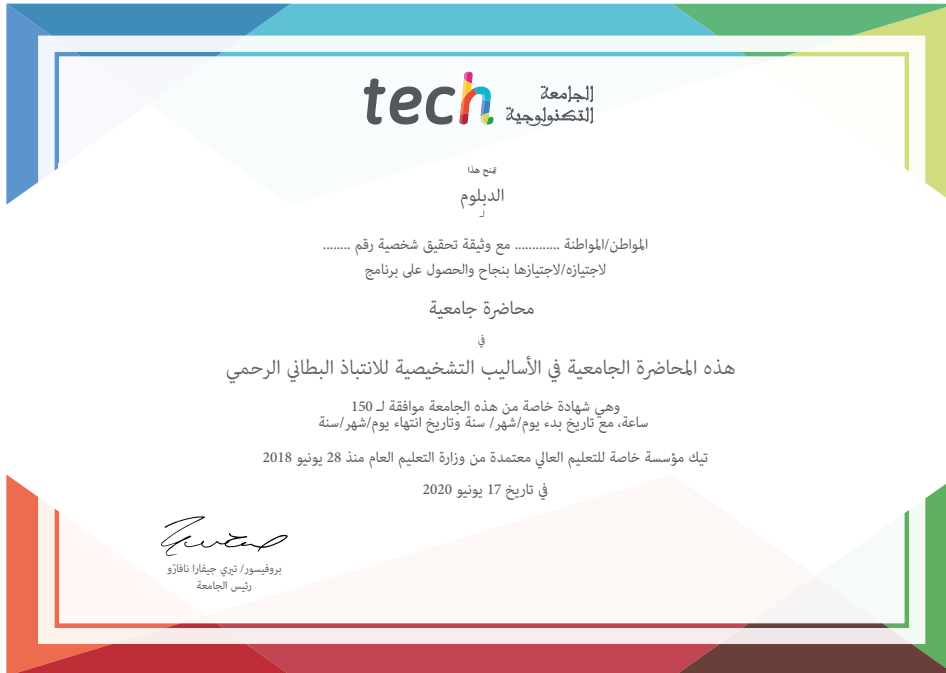 tech الجامعة
التكنولوجية
تمنح هذا
الدبلوم
لـ
المواطن/المواطنة ............ مع وثيقة تحقيق شخصية رقم ........
لاجتيازه/لاجتيازها بنجاح والحصول على برنامج
محاضرة جامعية
في
هذه المحاضرة الجامعية في الأساليب التشخيصية للانتباذ البطاني الرحمي
وهي شهادة خاصة من هذه الجامعة موافقة لـ 150
ساعة، مع تاريخ بدء يوم/شهر/ سنة وتاريخ انتهاء يوم/شهر/سنة
تيك مؤسسة خاصة للتعليم العالي معتمدة من وزارة التعليم العام منذ 28 يونيو 2018
في تاريخ 17 يونيو 2020
بروفيسور/ تيري جيفارا نافارّو
رئيس الجامعة